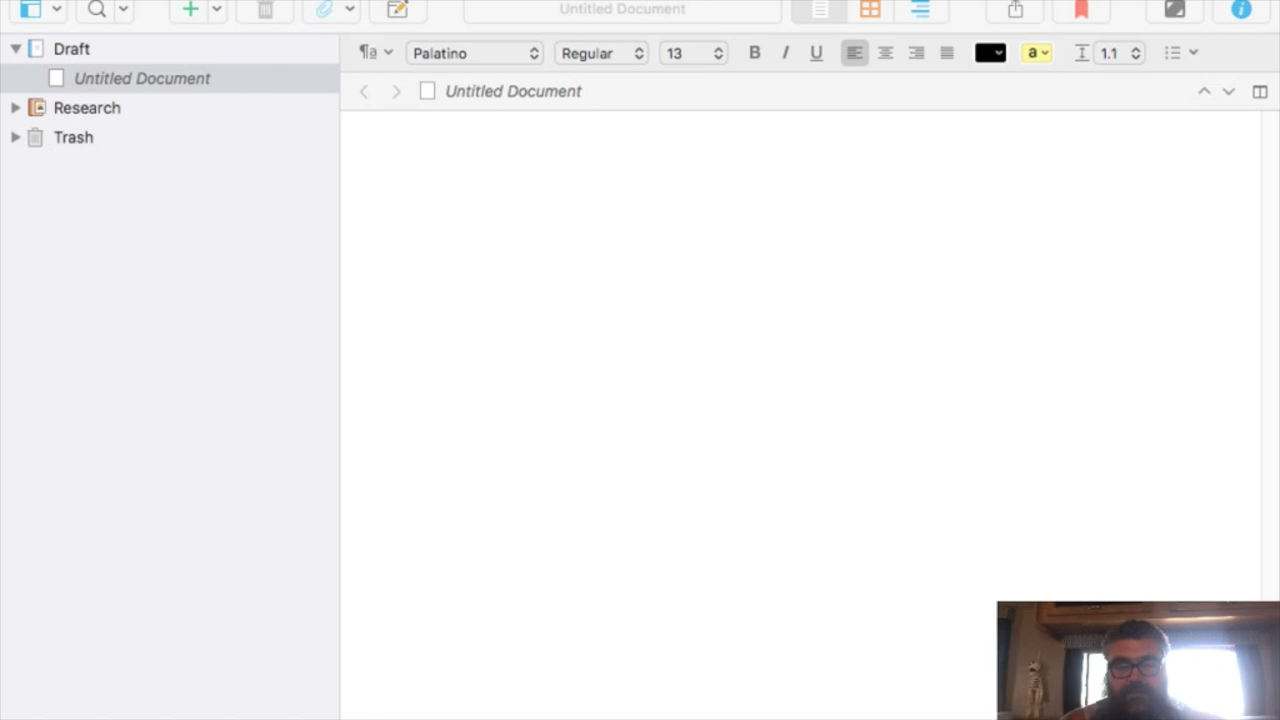 Untitled Document
Draft
¶a Palatino Regular 13 B I U a 1.1
Untitled Document
Untitled Document
Research
Trash